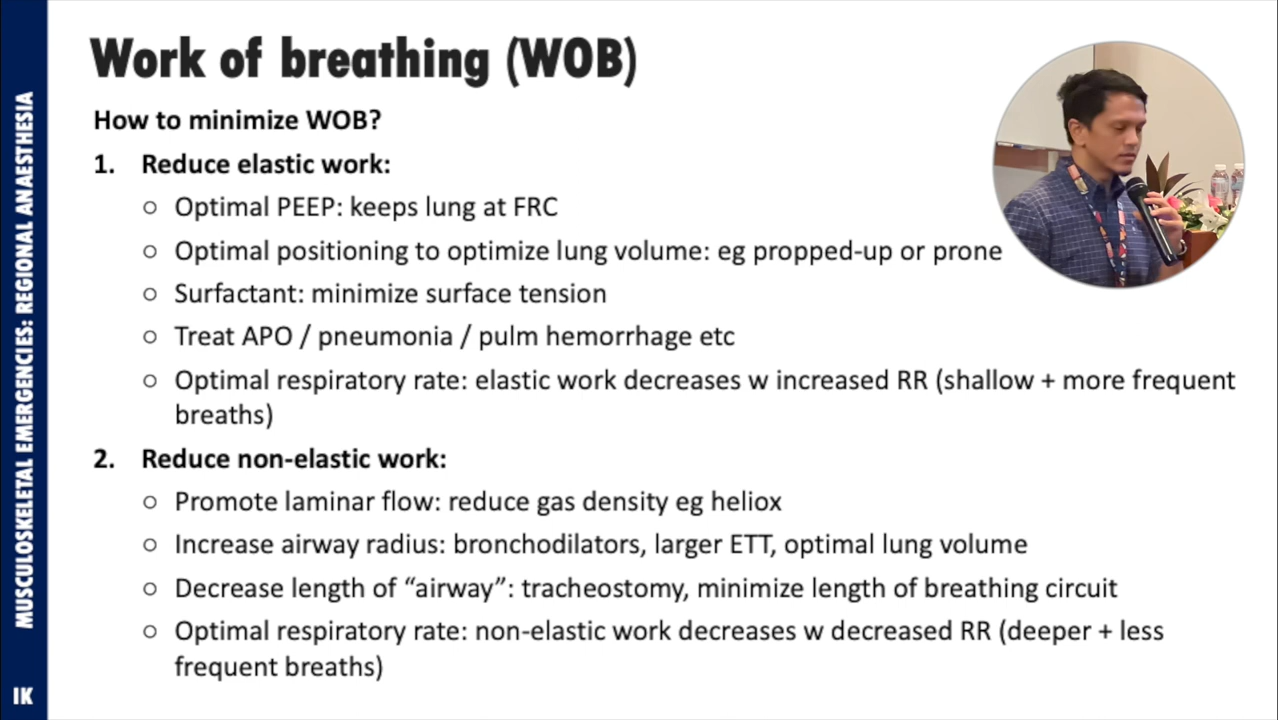 Work of breathing (WOB)
How to minimize WOB?
1. Reduce elastic work:
○ Optimal PEEP: keeps lung at FRC
○ Optimal positioning to optimize lung volume: eg propped-up or prone
○ Surfactant: minimize surface tension
○ Treat APO / pneumonia / pulm hemorrhage etc
○ Optimal respiratory rate: elastic work decreases w increased RR (shallow + more frequent
breaths)
2. Reduce non-elastic work:
○ Promote laminar flow: reduce gas density eg heliox
○ Increase airway radius: bronchodilators, larger ETT, optimal lung volume
○ Decrease length of “airway”: tracheostomy, minimize length of breathing circuit
○ Optimal respiratory rate: non-elastic work decreases w decreased RR (deeper + less
frequent breaths)
MUSCULOSKELETAL EMERGENCIES: REGIONAL ANAESTHESIA
IK